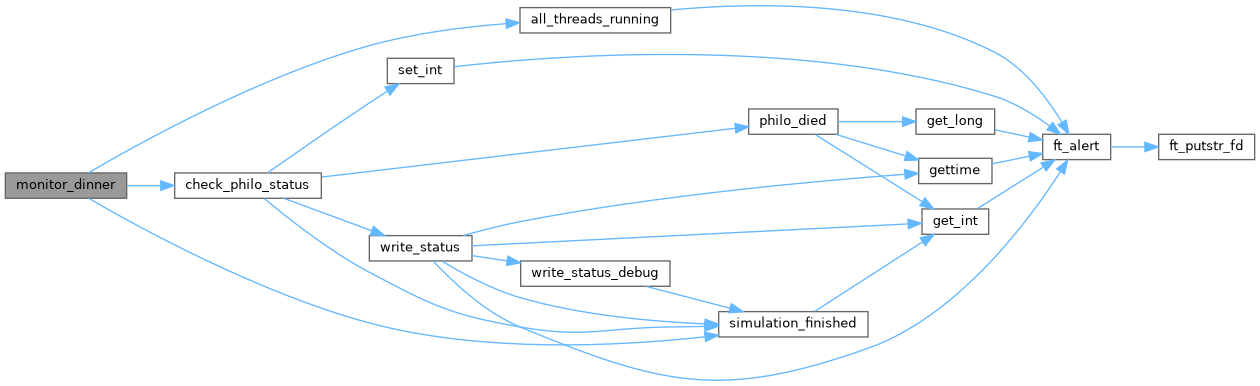 all_threads_running
set_int
philo_died
get_long
ft_alert
ft_putstr_fd
gettime
monitor_dinner
check_philo_status
get_int
write_status
write_status_debug
simulation_finished